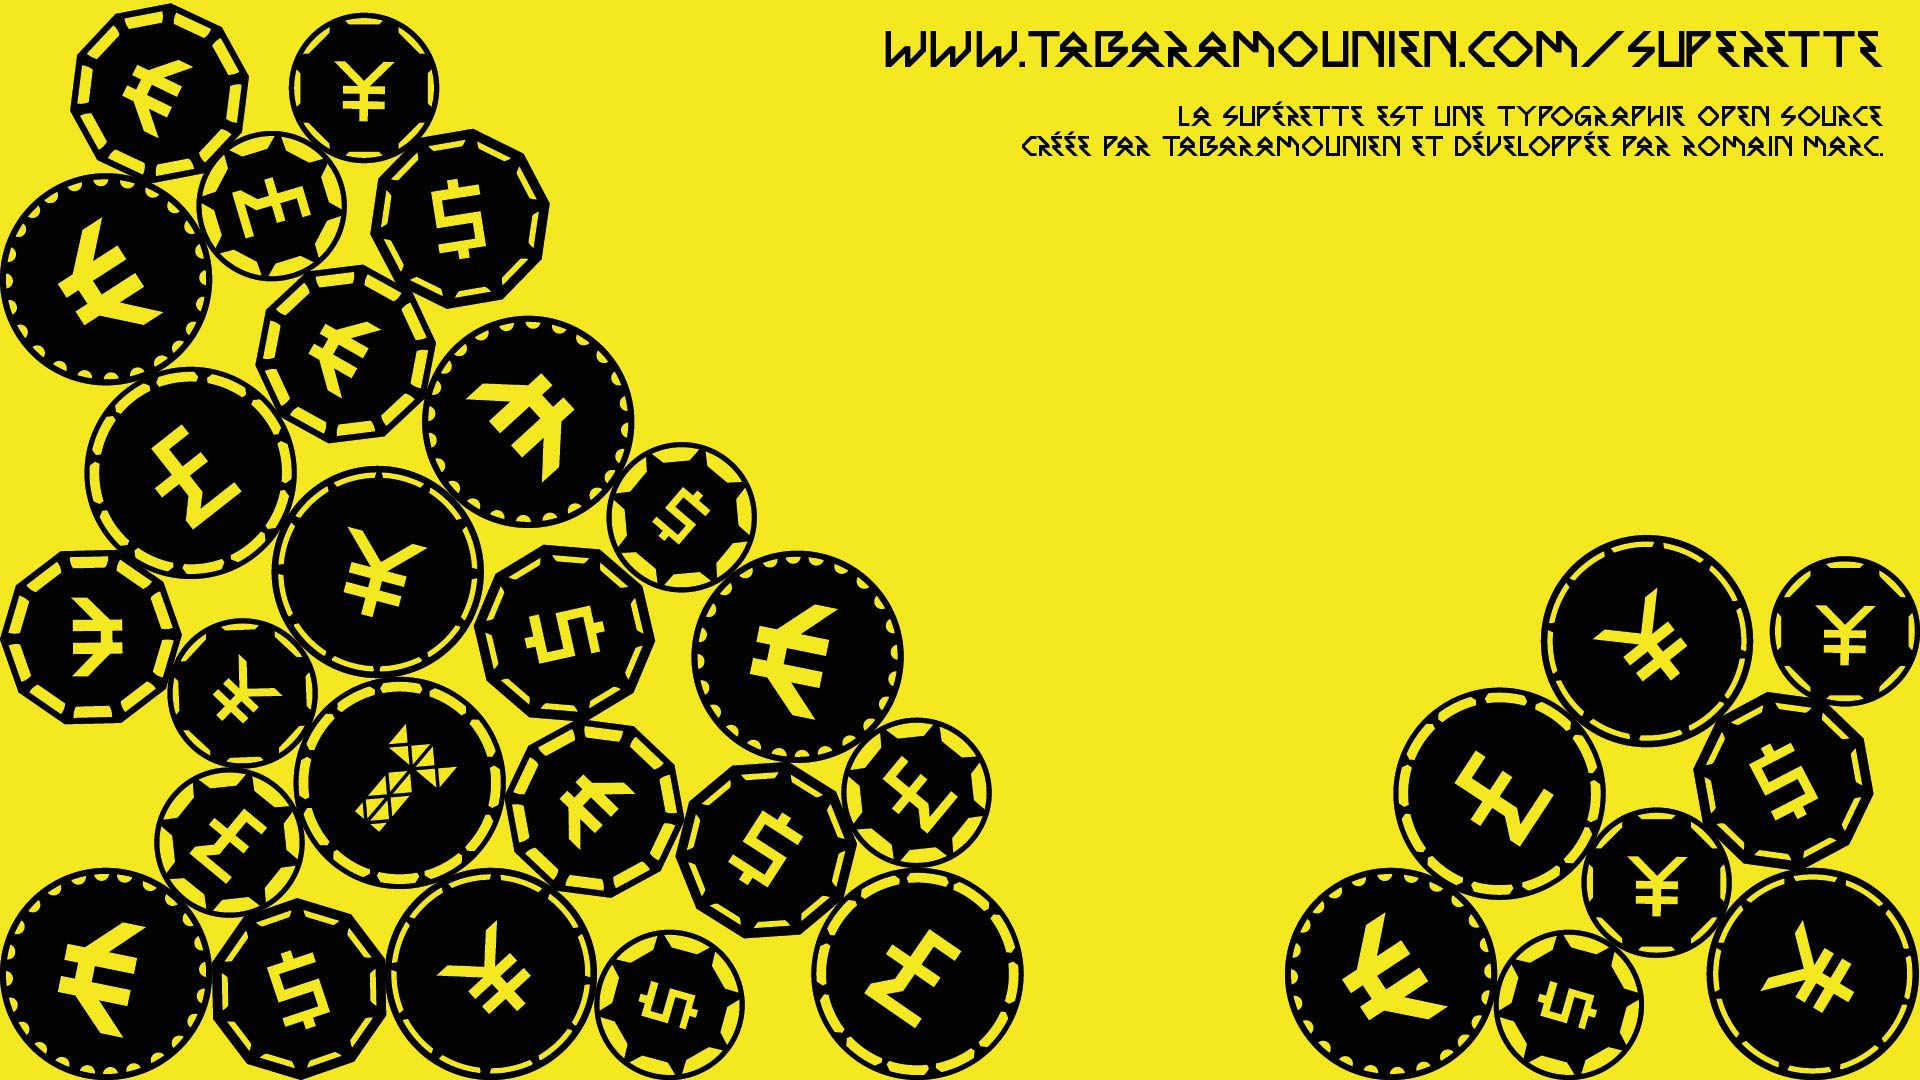 WWW.TABARAMOUNIEN.COM/SUPERETTE
LA SUPÉRETTE EST UNE TYPOGRAPHIE OPEN SOURCE
CRÉÉE PAR TABARAMOUNIEN ET DÉVELOPPÉE PAR ROMAIN MARC.